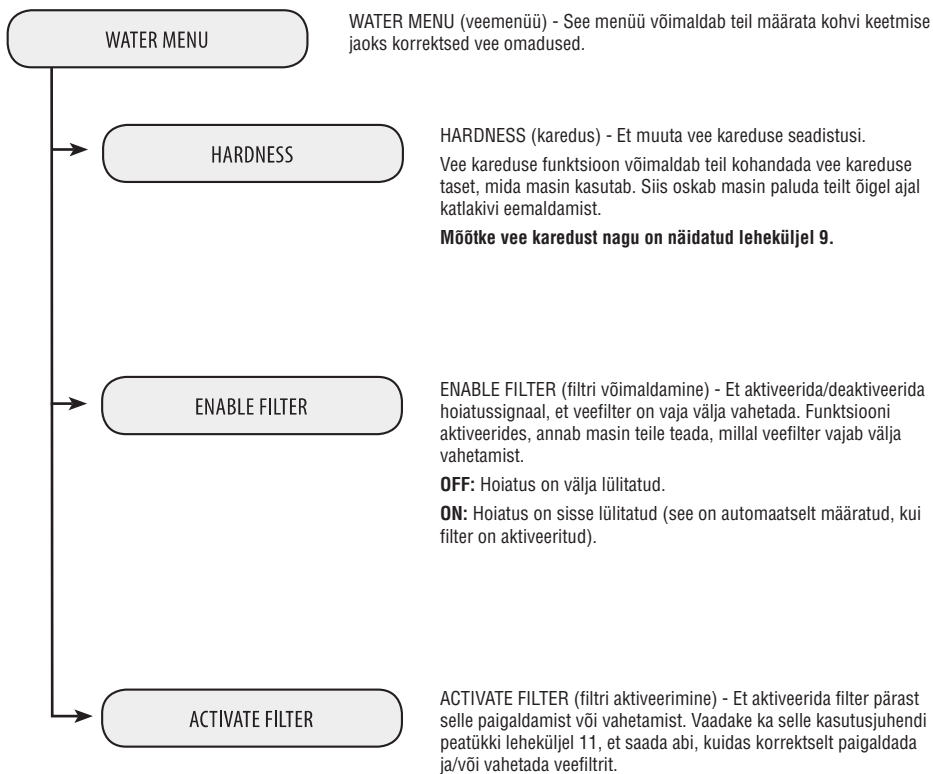 WATER MENU
WATER MENU (veemenüü) - See menüü võimaldab teil määrata kohvi keetmise
jaoks korrektsed vee omadused.
HARDNESS
HARDNESS (karedus) - Et muuta vee kareduse seadistusi.
Vee kareduse funktsioon võimaldab teil kohandada vee kareduse
taset, mida masin kasutab. Siis oskab masin paluda teilt õigel ajal
katlakivi eemaldamist.
Mõõtke vee karedust nagu on näidatud leheküljel 9.
ENABLE FILTER
ENABLE FILTER (filtri võimaldamine) - Et aktiveerida/deaktiveerida
hoiatussignaal, et veefilter on vaja välja vahetada. Funktsiooni
aktiveerides, annab masin teile teada, millal veefilter vajab välja
vahetamist.
OFF: Hoiatus on välja lülitatud.
ON: Hoiatus on sisse lülitatud (see on automaatselt määratud, kui
filter on aktiveeritud).
ACTIVATE FILTER
ACTIVATE FILTER (filtri aktiveerimine) - Et aktiveerida filter pärast
selle paigaldamist või vahetamist. Vaadake ka selle kasutusjuhendi
peatükki leheküljel 11, et saada abi, kuidas korrektselt paigaldada
ja/või vahetada veefiltrit.